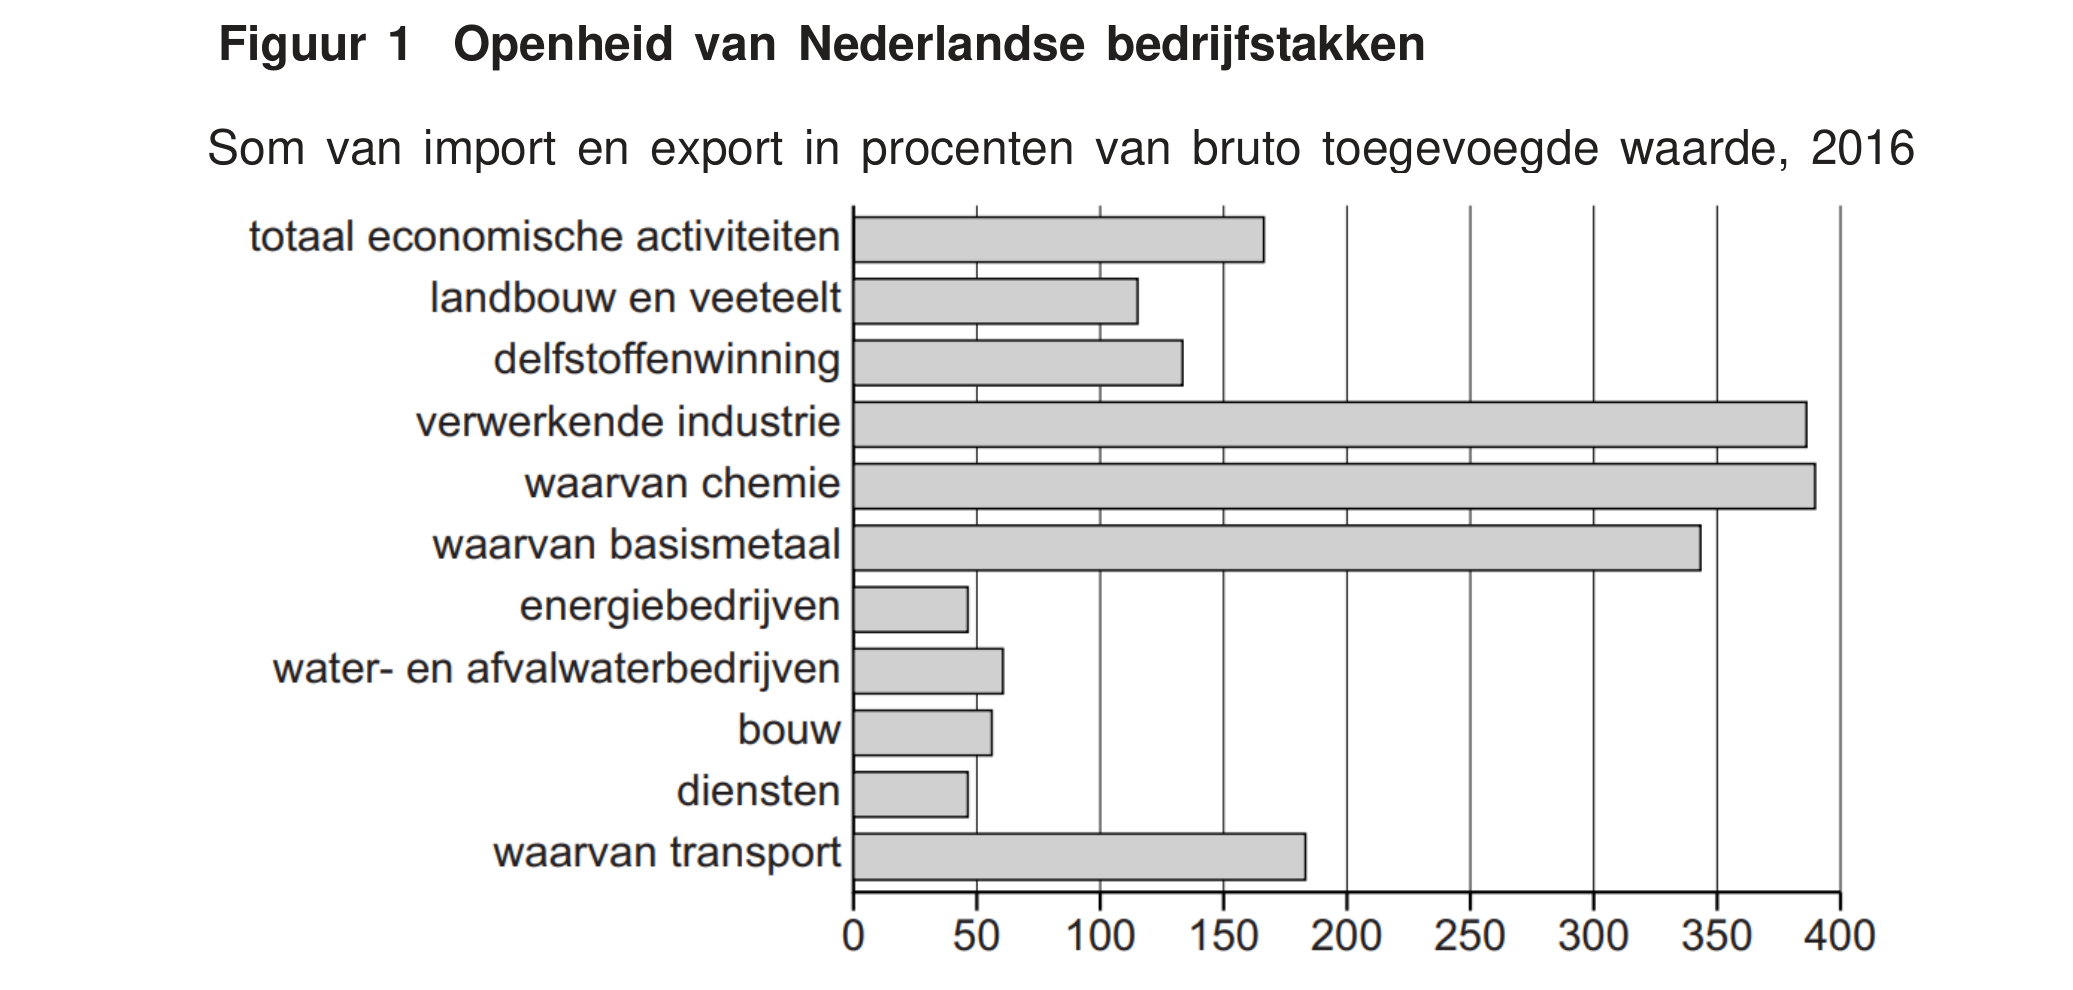 Figuur 1 Openheid van Nederlandse bedrijfstakken
Som van import en export in procenten van bruto toegevoegde waarde, 2016
totaal economische activiteiten
landbouw en veeteelt
delfstoffenwinning
verwerkende industrie
waarvan chemie
waarvan basismetaal
energiebedrijven
water- en afvalwaterbedrijven
bouw
diensten
waarvan transport
0 50 100 150 200 250 300 350 400